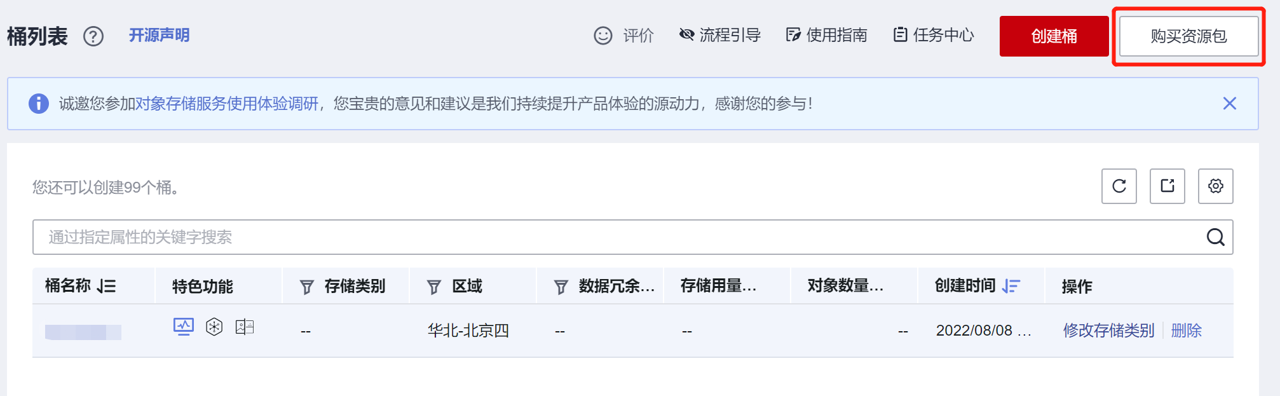 桶列表 开源声明 评价 流程引导 使用指南 任务中心 创建桶 购买资源包
诚邀您参加对象存储服务使用体验调研，您宝贵的意见和建议是我们持续提升产品体验的源动力，感谢您的参与！
您还可以创建99个桶。
通过指定属性的关键字搜索
桶名称 特色功能 存储类别 区域 数据冗余... 存储用量... 对象数量... 创建时间 操作
-- 华北-北京四 -- -- -- 2022/08/08 ... 修改存储类别 删除